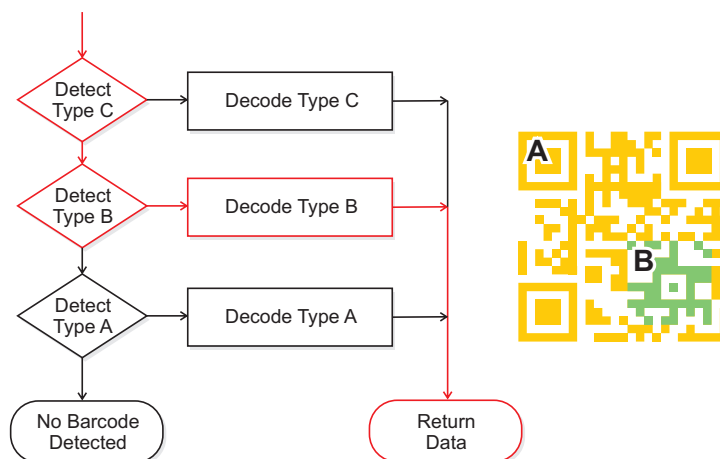 Detect
Type C
Decode Type C
A
Detect
Type B
Decode Type B
B
Detect
Type A
Decode Type A
No Barcode
Detected
Return
Data